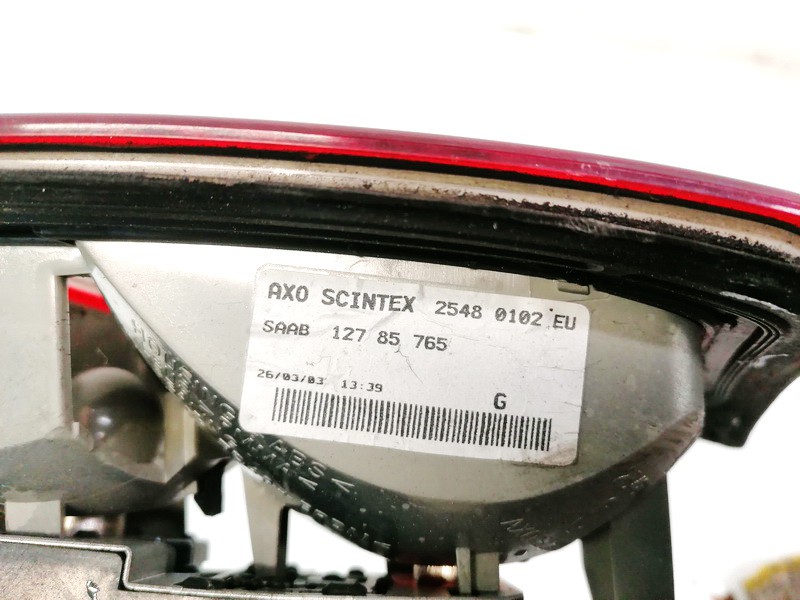 AXO SCINTEX 2548 0102 EU
SAAB 127 85 765
26/03/03 13:39
G